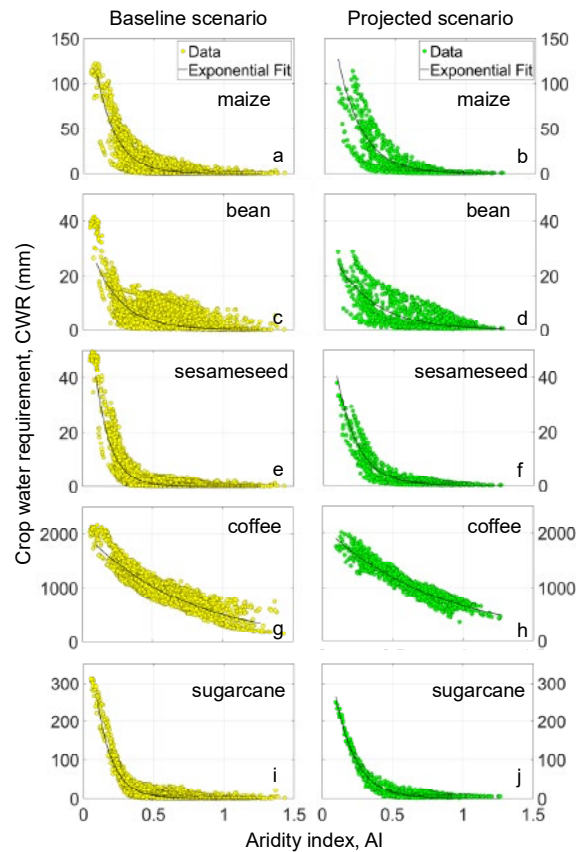 Baseline scenario Projected scenario
150 150
Data Data
Exponential Fit Exponential Fit
100 maize maize 100
50 50
a b
0 0
bean bean
40 40
20 20
c d
0 0
Crop water requirement, CWR (mm)
sesameseed sesameseed
40 40
20 20
e f
0 0
coffee coffee
2000 2000
1000 1000
g h
0 0
300 sugarcane sugarcane 300
200 200
100 100
i j
0 0
0 0.5 1 0 0.5 1 1.5
Aridity index, AI